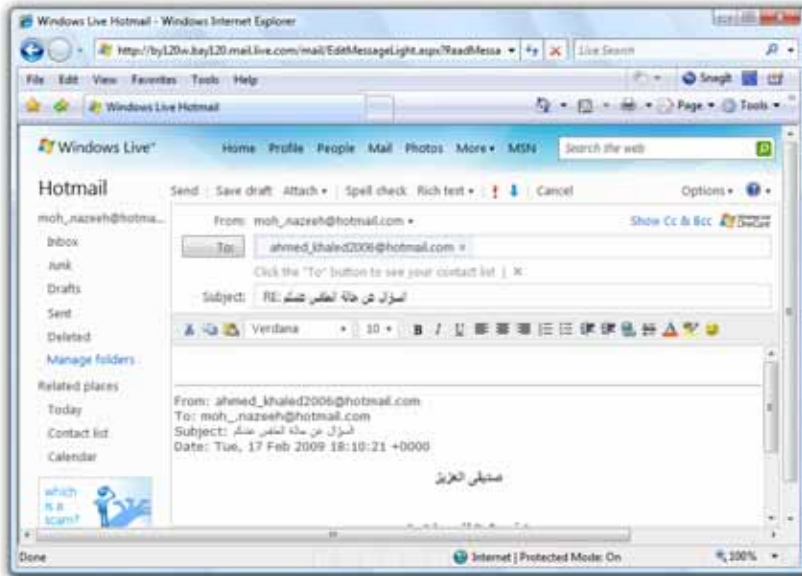 Windows Live Hotmail - Windows Internet Explorer
http://by120w.bay120.mail.live.com/mail/EditMessageLight.aspx?ReadMessa
Live Search
File Edit View Favorites Tools Help
SnagIt
Windows Live Hotmail
Page Tools
Windows Live™
Home Profile People Mail Photos More MSN
Search the web
Hotmail
Send Save draft Attach Spell check Rich text Cancel Options
moh_nazeeh@hotma...
From: moh_nazeeh@hotmail.com
Show Cc & Bcc
Inbox
To: ahmed_khaled2006@hotmail.com ×
Junk
Click the "To" button to see your contact list | ×
Drafts
Sent
Subject: RE: السؤال عن حالة الطقس عندكم
Deleted
Verdana 10 B I U A
Manage folders
Related places
Today
Contact list
Calendar
From: ahmed_khaled2006@hotmail.com
To: moh_nazeeh@hotmail.com
Subject: السؤال عن حالة الطقس عندكم
Date: Tue, 17 Feb 2009 18:10:21 +0000
صديقى العزيز
which
is a
scam?
Done
Internet | Protected Mode: On
100%